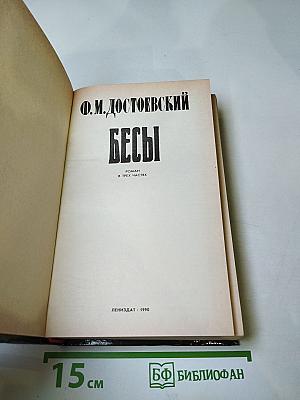 Ф.М.ДОСТОЕВСКИЙ
БЕСЫ
РОМАН
В ТРЕХ ЧАСТЯХ
ЛЕНИЗДАТ · 1990
15 см
БФ БИБЛИОФАН